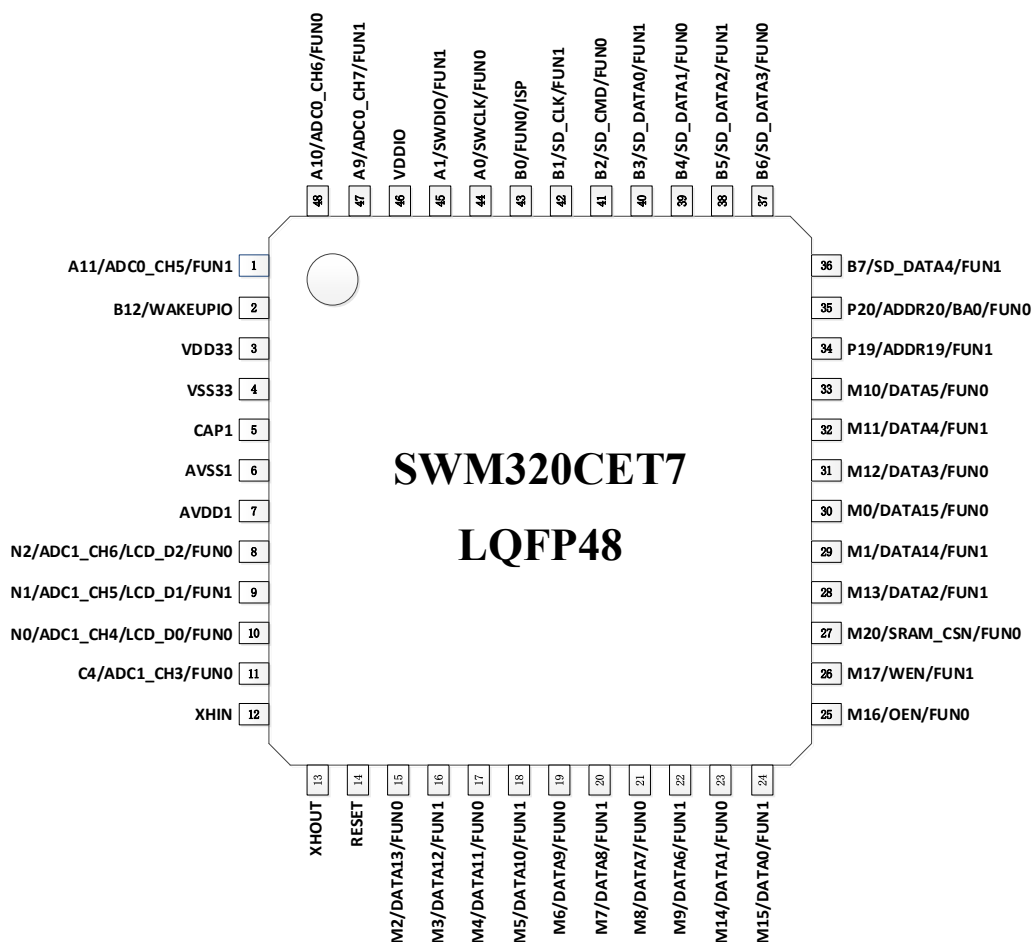 A10/ADC0_CH6/FUN0
A9/ADC0_CH7/FUN1
VDDIO
A1/SWDIO/FUN1
A0/SWCLK/FUN0
B0/FUN0/ISP
B1/SD_CLK/FUN1
B2/SD_CMD/FUN0
B3/SD_DATA0/FUN1
B4/SD_DATA1/FUN0
B5/SD_DATA2/FUN1
B6/SD_DATA3/FUN0
48
47
46
45
44
43
42
41
40
39
38
37
A11/ADC0_CH5/FUN1 1
B12/WAKEUPIO 2
VDD33 3
VSS33 4
CAP1 5
AVSS1 6
AVDD1 7
N2/ADC1_CH6/LCD_D2/FUN0 8
N1/ADC1_CH5/LCD_D1/FUN1 9
N0/ADC1_CH4/LCD_D0/FUN0 10
C4/ADC1_CH3/FUN0 11
XHIN 12
SWM320CET7
LQFP48
36 B7/SD_DATA4/FUN1
35 P20/ADDR20/BA0/FUN0
34 P19/ADDR19/FUN1
33 M10/DATA5/FUN0
32 M11/DATA4/FUN1
31 M12/DATA3/FUN0
30 M0/DATA15/FUN0
29 M1/DATA14/FUN1
28 M13/DATA2/FUN1
27 M20/SRAM_CSN/FUN0
26 M17/WEN/FUN1
25 M16/OEN/FUN0
13
14
15
16
17
18
19
20
21
22
23
24
XHOUT
RESET
M2/DATA13/FUN0
M3/DATA12/FUN1
M4/DATA11/FUN0
M5/DATA10/FUN1
M6/DATA9/FUN0
M7/DATA8/FUN1
M8/DATA7/FUN0
M9/DATA6/FUN1
M14/DATA1/FUN0
M15/DATA0/FUN1